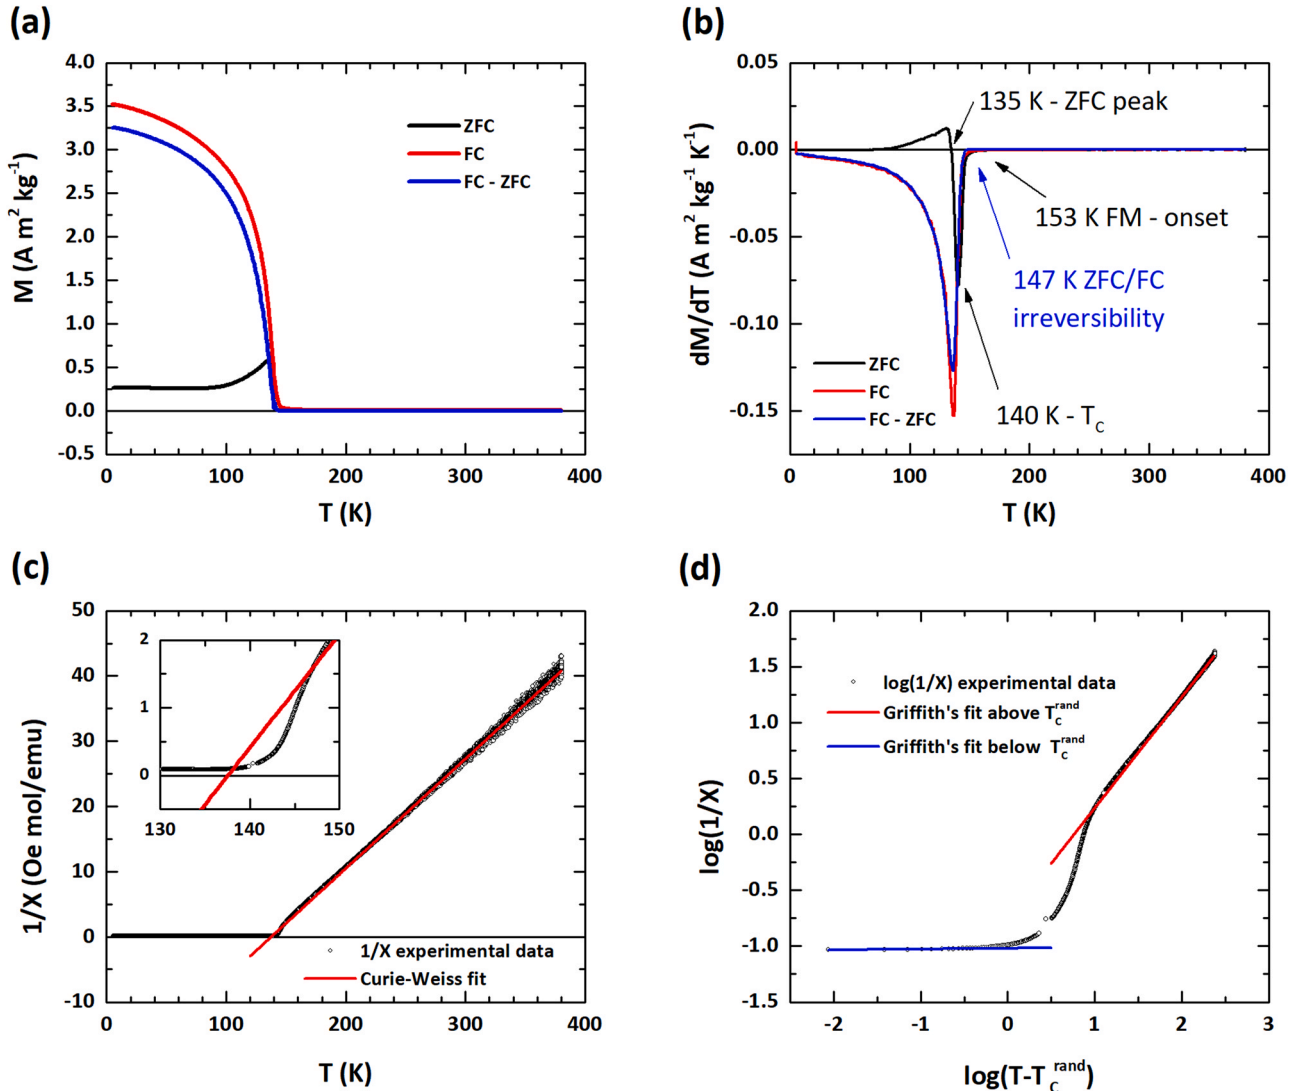 (a)
M (A m² kg⁻¹)
4.0
3.5
3.0
2.5
2.0
1.5
1.0
0.5
0.0
-0.5
ZFC
FC
FC - ZFC
0 100 200 300 400
T (K)
(b)
dM/dT (A m² kg⁻¹ K⁻¹)
0.05
0.00
-0.05
-0.10
-0.15
135 K - ZFC peak
153 K FM - onset
147 K ZFC/FC
irreversibility
140 K - T_C
ZFC
FC
FC - ZFC
0 100 200 300 400
T (K)
(c)
1/X (Oe mol/emu)
50
40
30
20
10
0
-10
2
1
0
130 140 150
1/X experimental data
Curie-Weiss fit
0 100 200 300 400
T (K)
(d)
log(1/X)
2.0
1.5
1.0
0.5
0.0
-0.5
-1.0
-1.5
log(1/X) experimental data
Griffith's fit above T_C^rand
Griffith's fit below T_C^rand
-2 -1 0 1 2 3
log(T-T_C^rand)